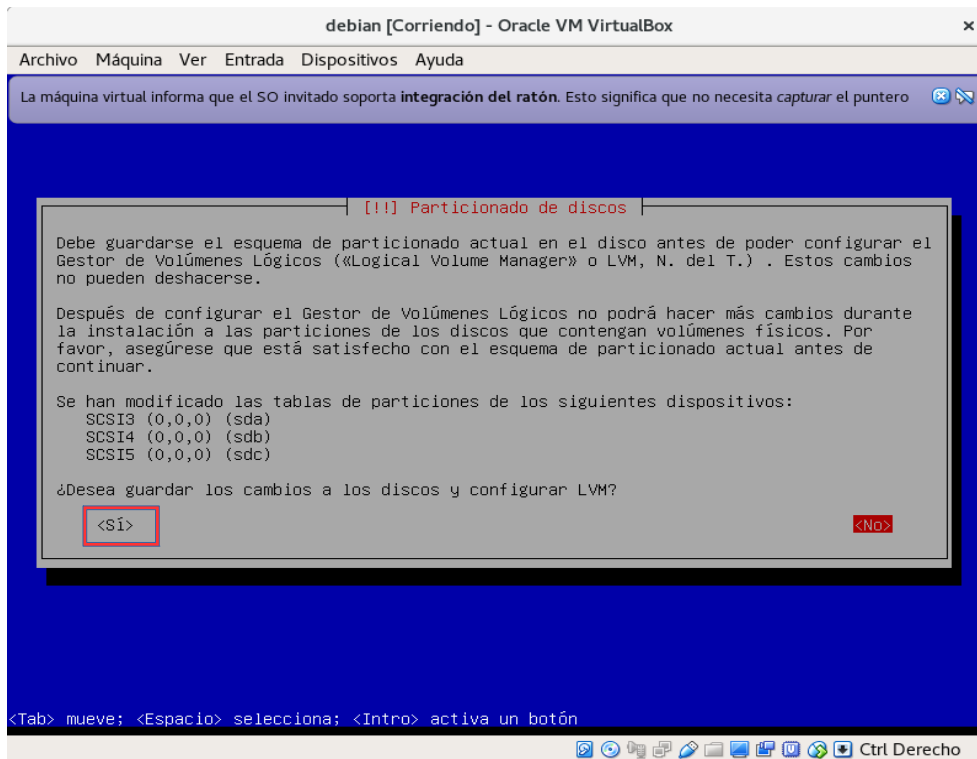 debian [Corriendo] - Oracle VM VirtualBox
Archivo Máquina Ver Entrada Dispositivos Ayuda
La máquina virtual informa que el SO invitado soporta integración del ratón. Esto significa que no necesita capturar el puntero
[!!] Particionado de discos
Debe guardarse el esquema de particionado actual en el disco antes de poder configurar el
Gestor de Volúmenes Lógicos («Logical Volume Manager» o LVM, N. del T.) . Estos cambios
no pueden deshacerse.
Después de configurar el Gestor de Volúmenes Lógicos no podrá hacer más cambios durante
la instalación a las particiones de los discos que contengan volúmenes físicos. Por
favor, asegúrese que está satisfecho con el esquema de particionado actual antes de
continuar.
Se han modificado las tablas de particiones de los siguientes dispositivos:
SCSI3 (0,0,0) (sda)
SCSI4 (0,0,0) (sdb)
SCSI5 (0,0,0) (sdc)
¿Desea guardar los cambios a los discos y configurar LVM?
<Sí> <No>
<Tab> mueve; <Espacio> selecciona; <Intro> activa un botón
Ctrl Derecho